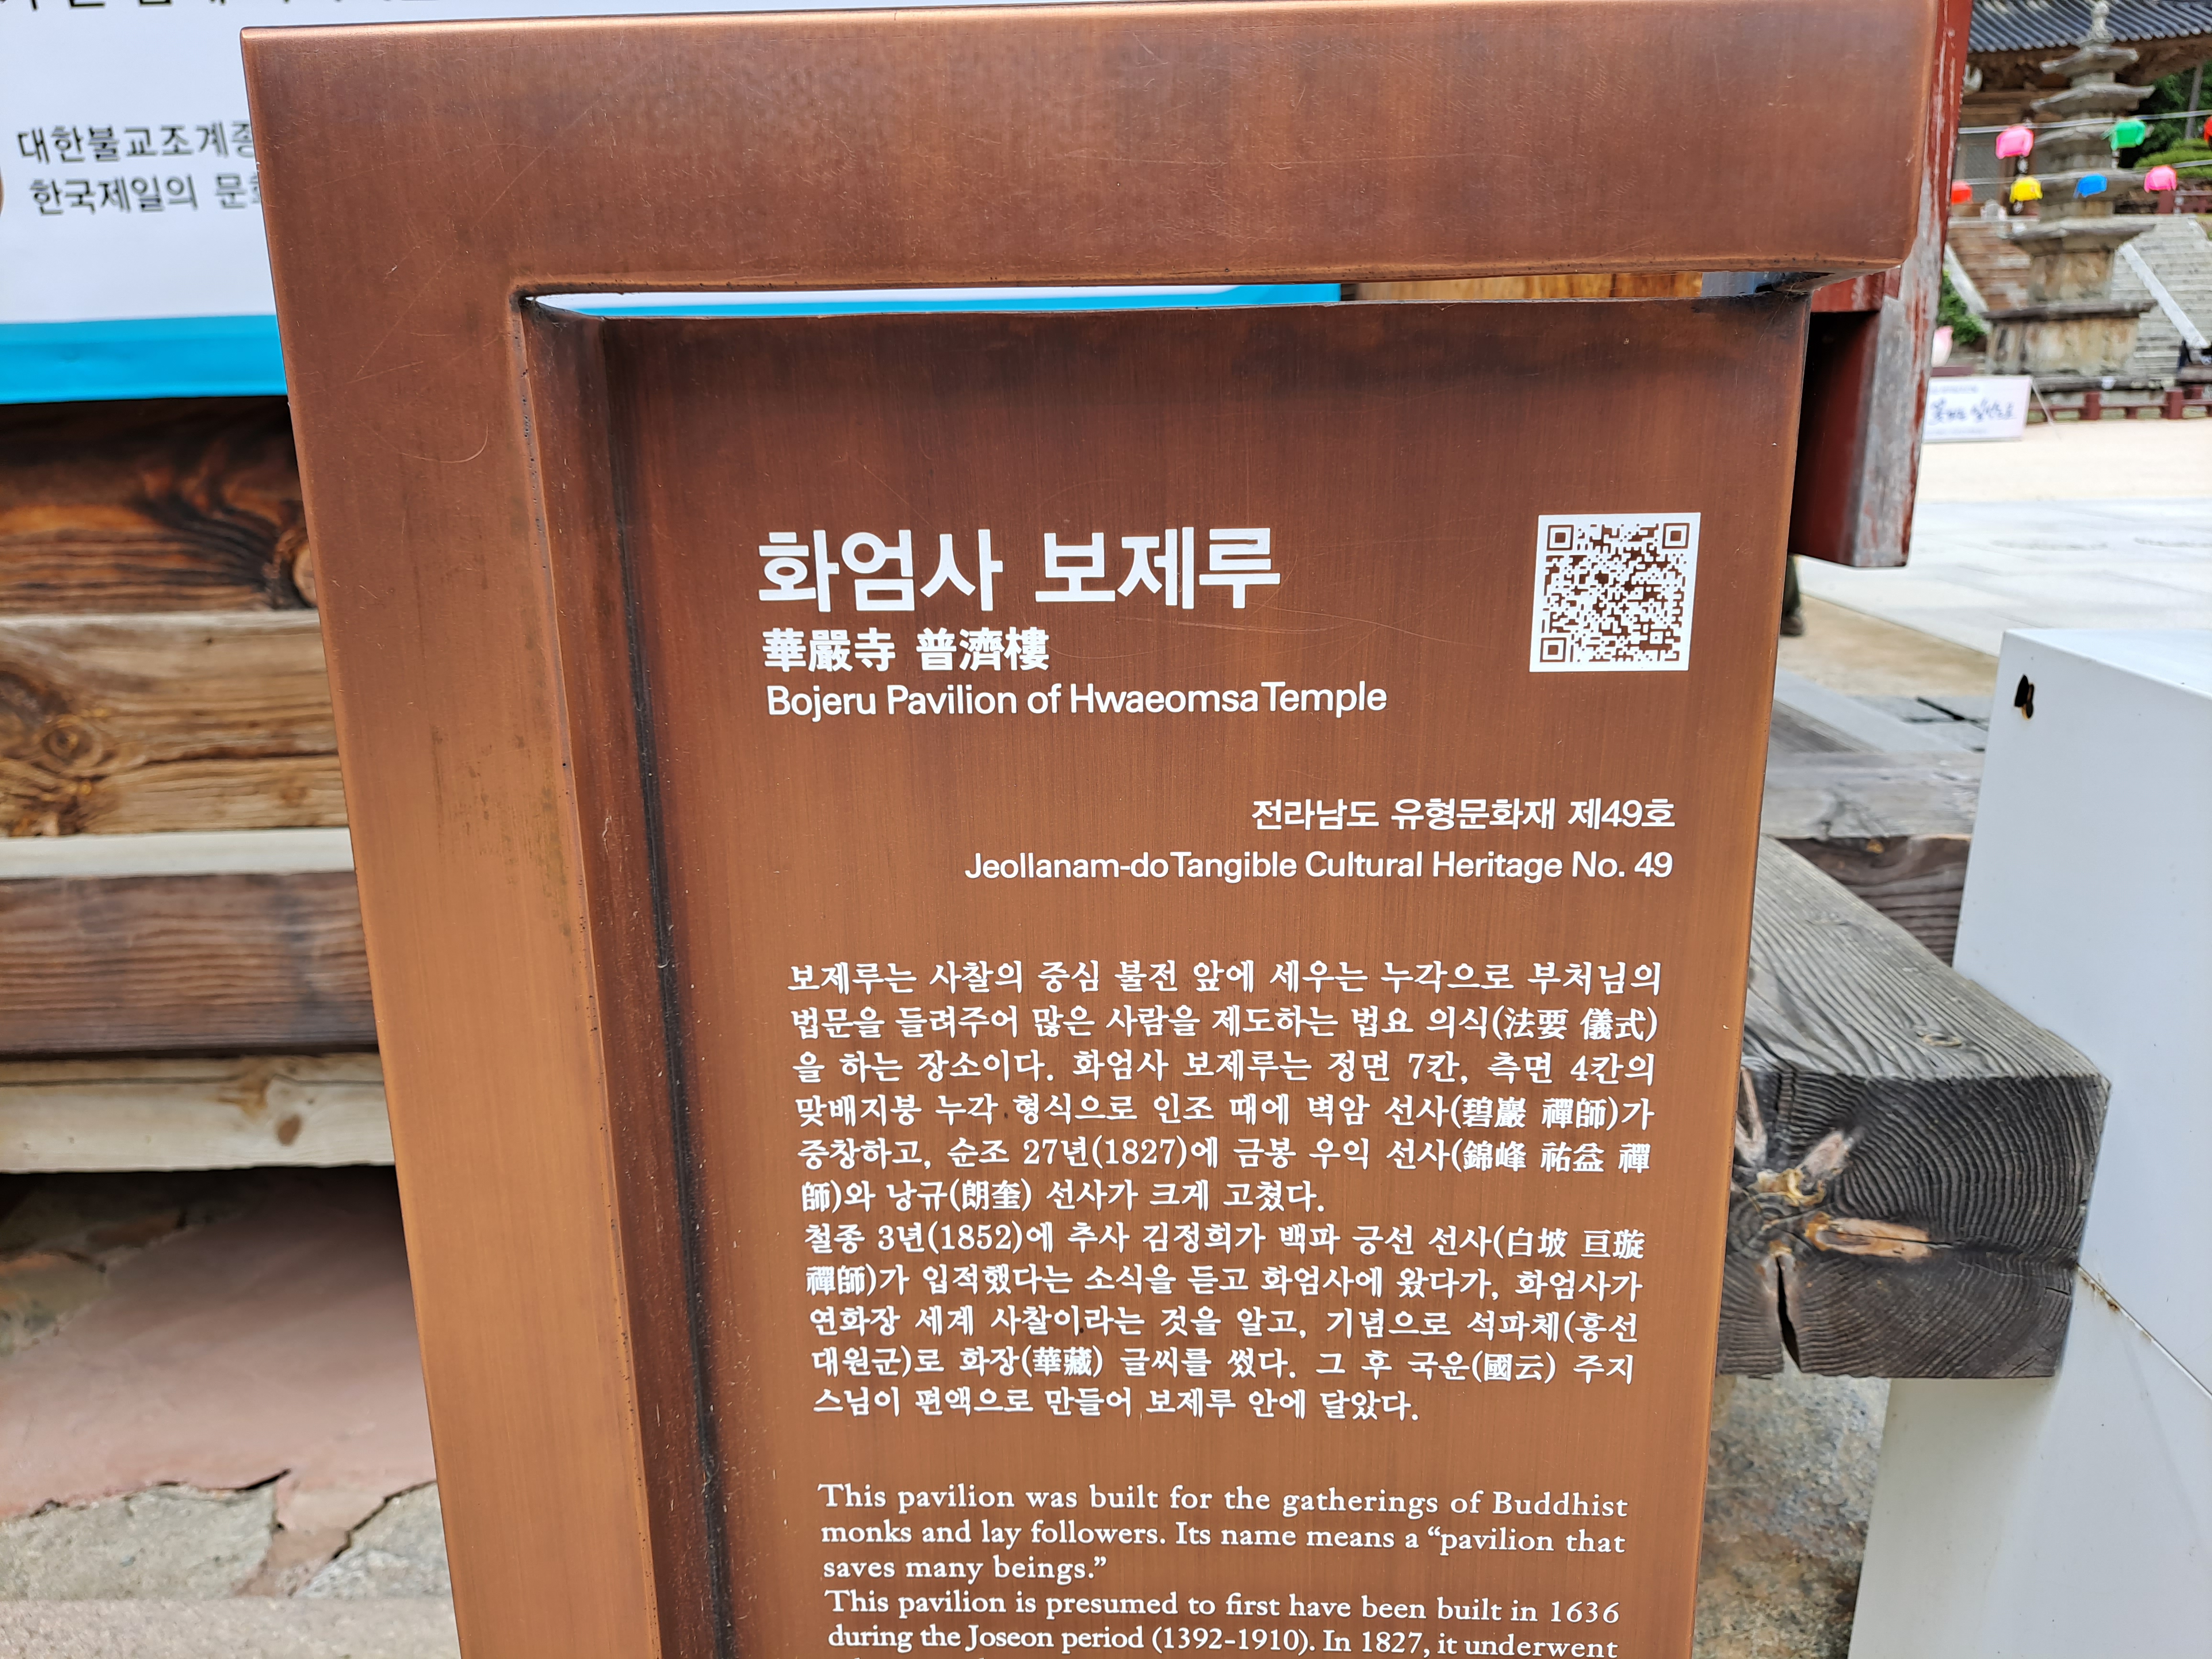 대한불교조계종
한국제일의
화엄사 보제루
華嚴寺 普濟樓
Bojeru Pavilion of Hwaeomsa Temple
전라남도 유형문화재 제49호
Jeollanam-do Tangible Cultural Heritage No. 49
보제루는 사찰의 중심 불전 앞에 세우는 누각으로 부처님의
법문을 들려주어 많은 사람을 제도하는 법요 의식(法要 儀式)
을 하는 장소이다. 화엄사 보제루는 정면 7칸, 측면 4칸의
맞배지붕 누각 형식으로 인조 때에 벽암 선사(碧巖 禪師)가
중창하고, 순조 27년(1827)에 금봉 우익 선사(錦峰 祐益 禪
師)와 낭규(朗奎) 선사가 크게 고쳤다.
철종 3년(1852)에 추사 김정희가 백파 긍선 선사(白坡 亘璇
禪師)가 입적했다는 소식을 듣고 화엄사에 왔다가, 화엄사가
연화장 세계 사찰이라는 것을 알고, 기념으로 석파체(흥선
대원군)로 화장(華藏) 글씨를 썼다. 그 후 국운(國云) 주지
스님이 편액으로 만들어 보제루 안에 달았다.
This pavilion was built for the gatherings of Buddhist
monks and lay followers. Its name means a “pavilion that
saves many beings.”
This pavilion is presumed to first have been built in 1636
during the Joseon period (1392-1910). In 1827, it underwent